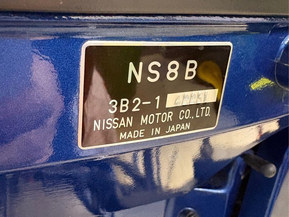 NS8B
3B2-1
NISSAN MOTOR CO., LTD.
MADE IN JAPAN